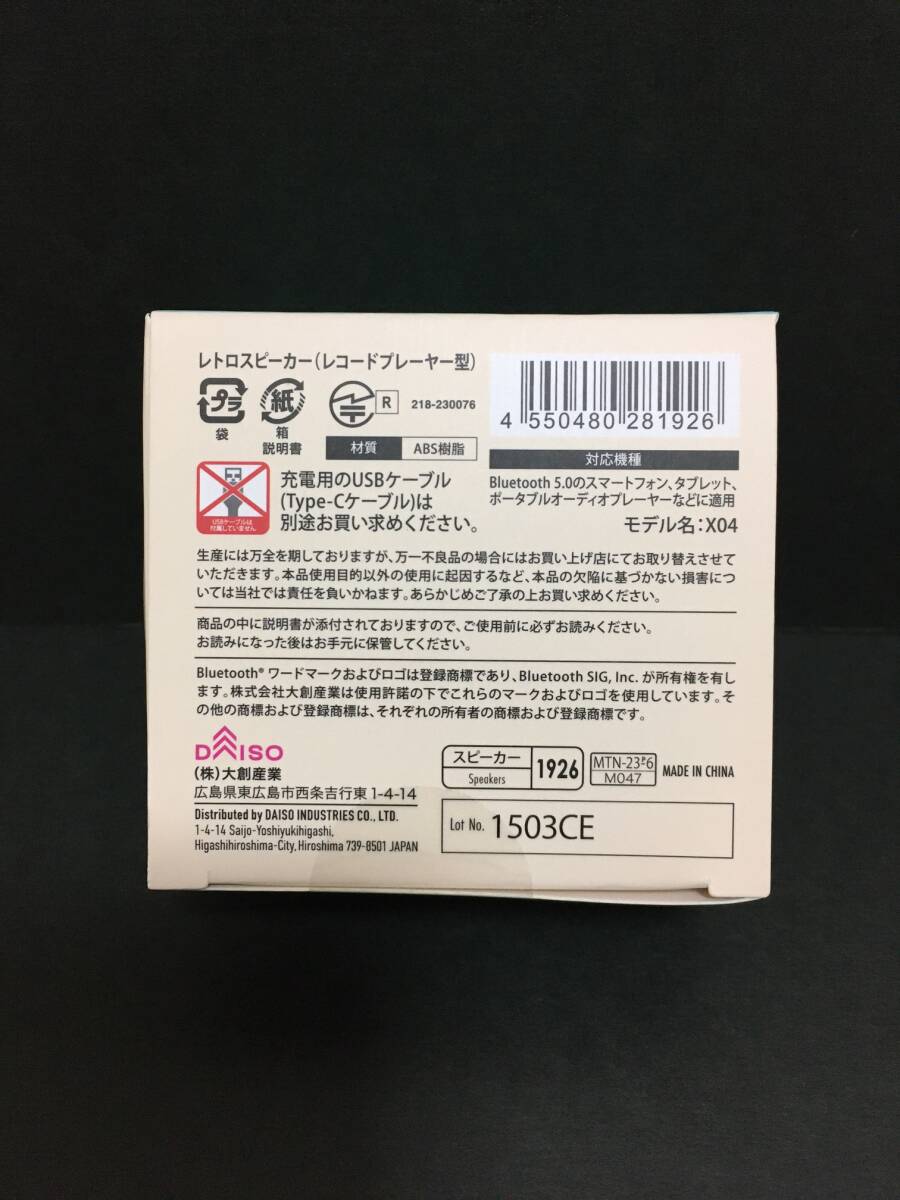 レトロスピーカー(レコードプレーヤー型)
プラ
袋
紙
箱
説明書
R
218-230076
材質
ABS樹脂
4 550480 281926
対応機種
Bluetooth 5.0のスマートフォン、タブレット、
ポータブルオーディオプレーヤーなどに適用
モデル名:X04
USBケーブルは
付属していません
充電用のUSBケーブル
(Type-Cケーブル)は
別途お買い求めください。
生産には万全を期しておりますが、万一不良品の場合にはお買い上げ店にてお取り替えさせて
いただきます。本品使用目的以外の使用に起因するなど、本品の欠陥に基づかない損害につ
いては当社では責任を負いかねます。あらかじめご了承の上お買い求めください。
商品の中に説明書が添付されておりますので、ご使用前に必ずお読みください。
お読みになった後はお手元に保管してください。
Bluetooth® ワードマークおよびロゴは登録商標であり、Bluetooth SIG, Inc. が所有権を有し
ます。株式会社大創産業は使用許諾の下でこれらのマークおよびロゴを使用しています。そ
の他の商標および登録商標は、それぞれの所有者の商標および登録商標です。
DAISO
(株)大創産業
広島県東広島市西条吉行東1-4-14
Distributed by DAISO INDUSTRIES CO., LTD.
1-4-14 Saijo-Yoshiyukihigashi,
Higashihiroshima-City, Hiroshima 739-8501 JAPAN
スピーカー
Speakers
1926
MTN-23#6
M047
MADE IN CHINA
Lot No. 1503CE